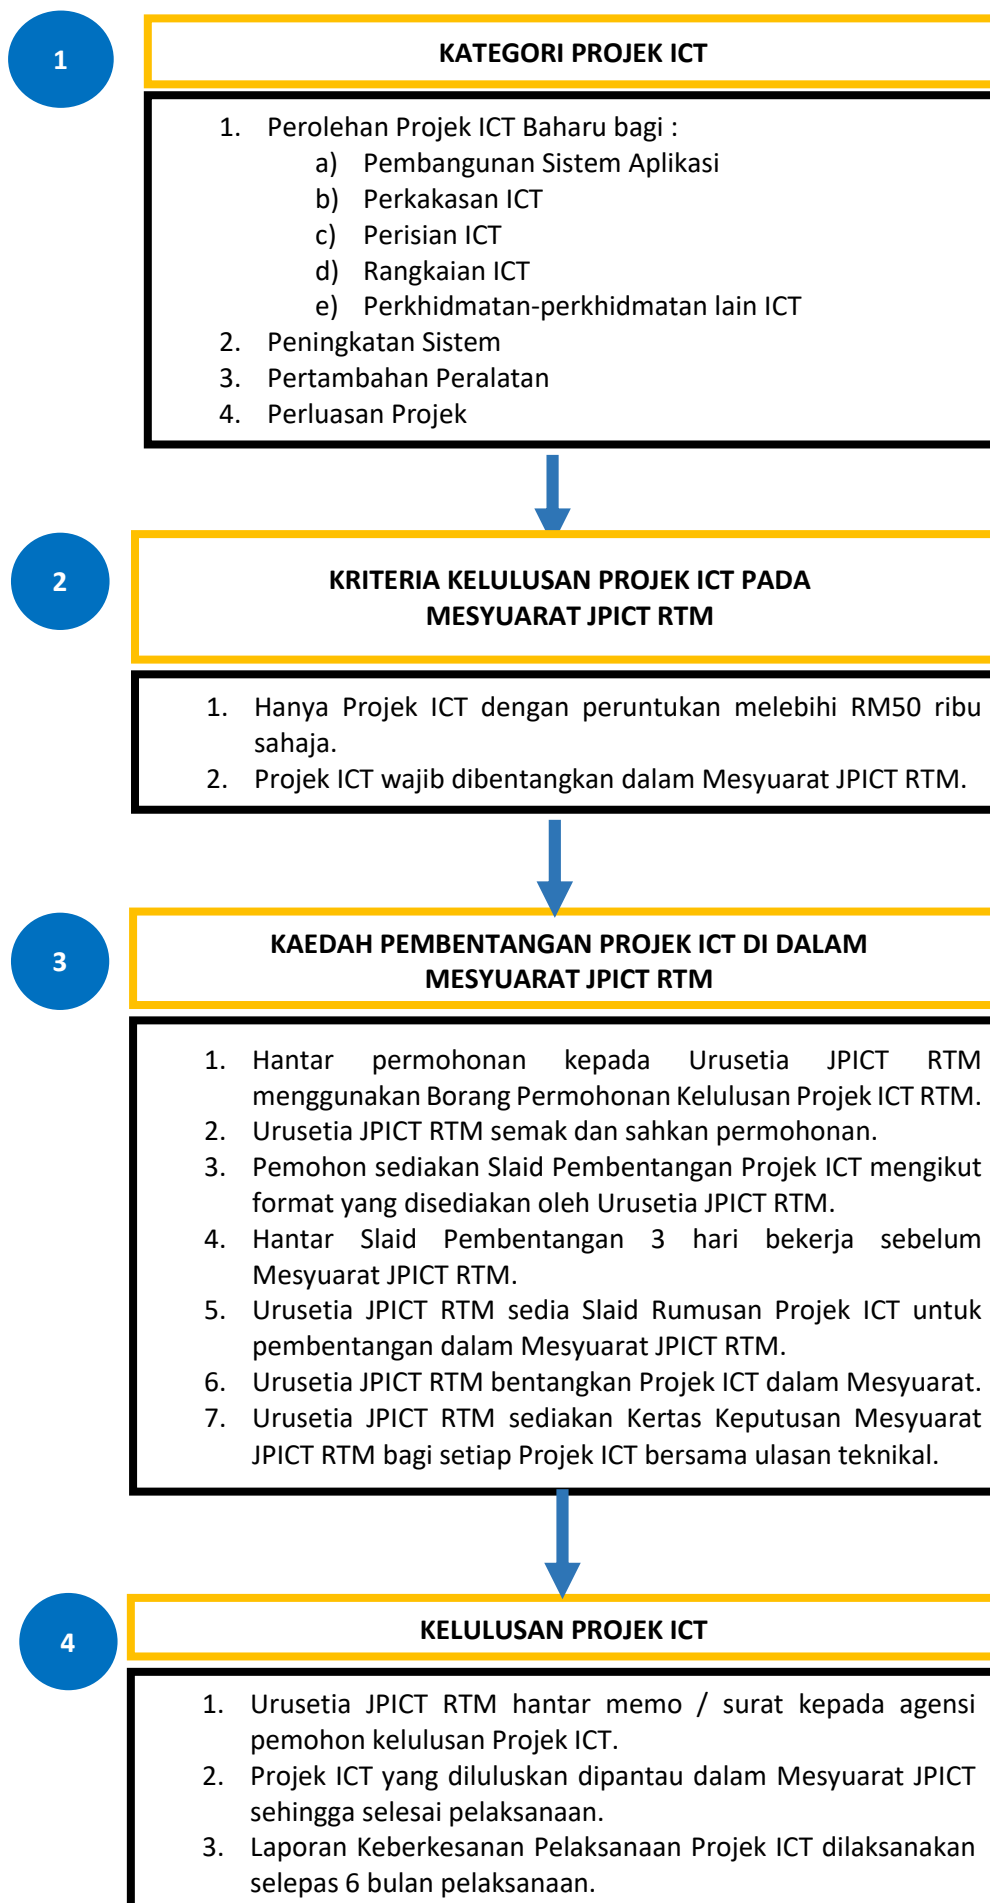 1
KATEGORI PROJEK ICT
1. Perolehan Projek ICT Baharu bagi :
a) Pembangunan Sistem Aplikasi
b) Perkakasan ICT
c) Perisian ICT
d) Rangkaian ICT
e) Perkhidmatan-perkhidmatan lain ICT
2. Peningkatan Sistem
3. Pertambahan Peralatan
4. Perluasan Projek
2
KRITERIA KELULUSAN PROJEK ICT PADA
MESYUARAT JPICT RTM
1. Hanya Projek ICT dengan peruntukan melebihi RM50 ribu
sahaja.
2. Projek ICT wajib dibentangkan dalam Mesyuarat JPICT RTM.
3
KAEDAH PEMBENTANGAN PROJEK ICT DI DALAM
MESYUARAT JPICT RTM
1. Hantar permohonan kepada Urusetia JPICT RTM
menggunakan Borang Permohonan Kelulusan Projek ICT RTM.
2. Urusetia JPICT RTM semak dan sahkan permohonan.
3. Pemohon sediakan Slaid Pembentangan Projek ICT mengikut
format yang disediakan oleh Urusetia JPICT RTM.
4. Hantar Slaid Pembentangan 3 hari bekerja sebelum
Mesyuarat JPICT RTM.
5. Urusetia JPICT RTM sedia Slaid Rumusan Projek ICT untuk
pembentangan dalam Mesyuarat JPICT RTM.
6. Urusetia JPICT RTM bentangkan Projek ICT dalam Mesyuarat.
7. Urusetia JPICT RTM sediakan Kertas Keputusan Mesyuarat
JPICT RTM bagi setiap Projek ICT bersama ulasan teknikal.
4
KELULUSAN PROJEK ICT
1. Urusetia JPICT RTM hantar memo / surat kepada agensi
pemohon kelulusan Projek ICT.
2. Projek ICT yang diluluskan dipantau dalam Mesyuarat JPICT
sehingga selesai pelaksanaan.
3. Laporan Keberkesanan Pelaksanaan Projek ICT dilaksanakan
selepas 6 bulan pelaksanaan.